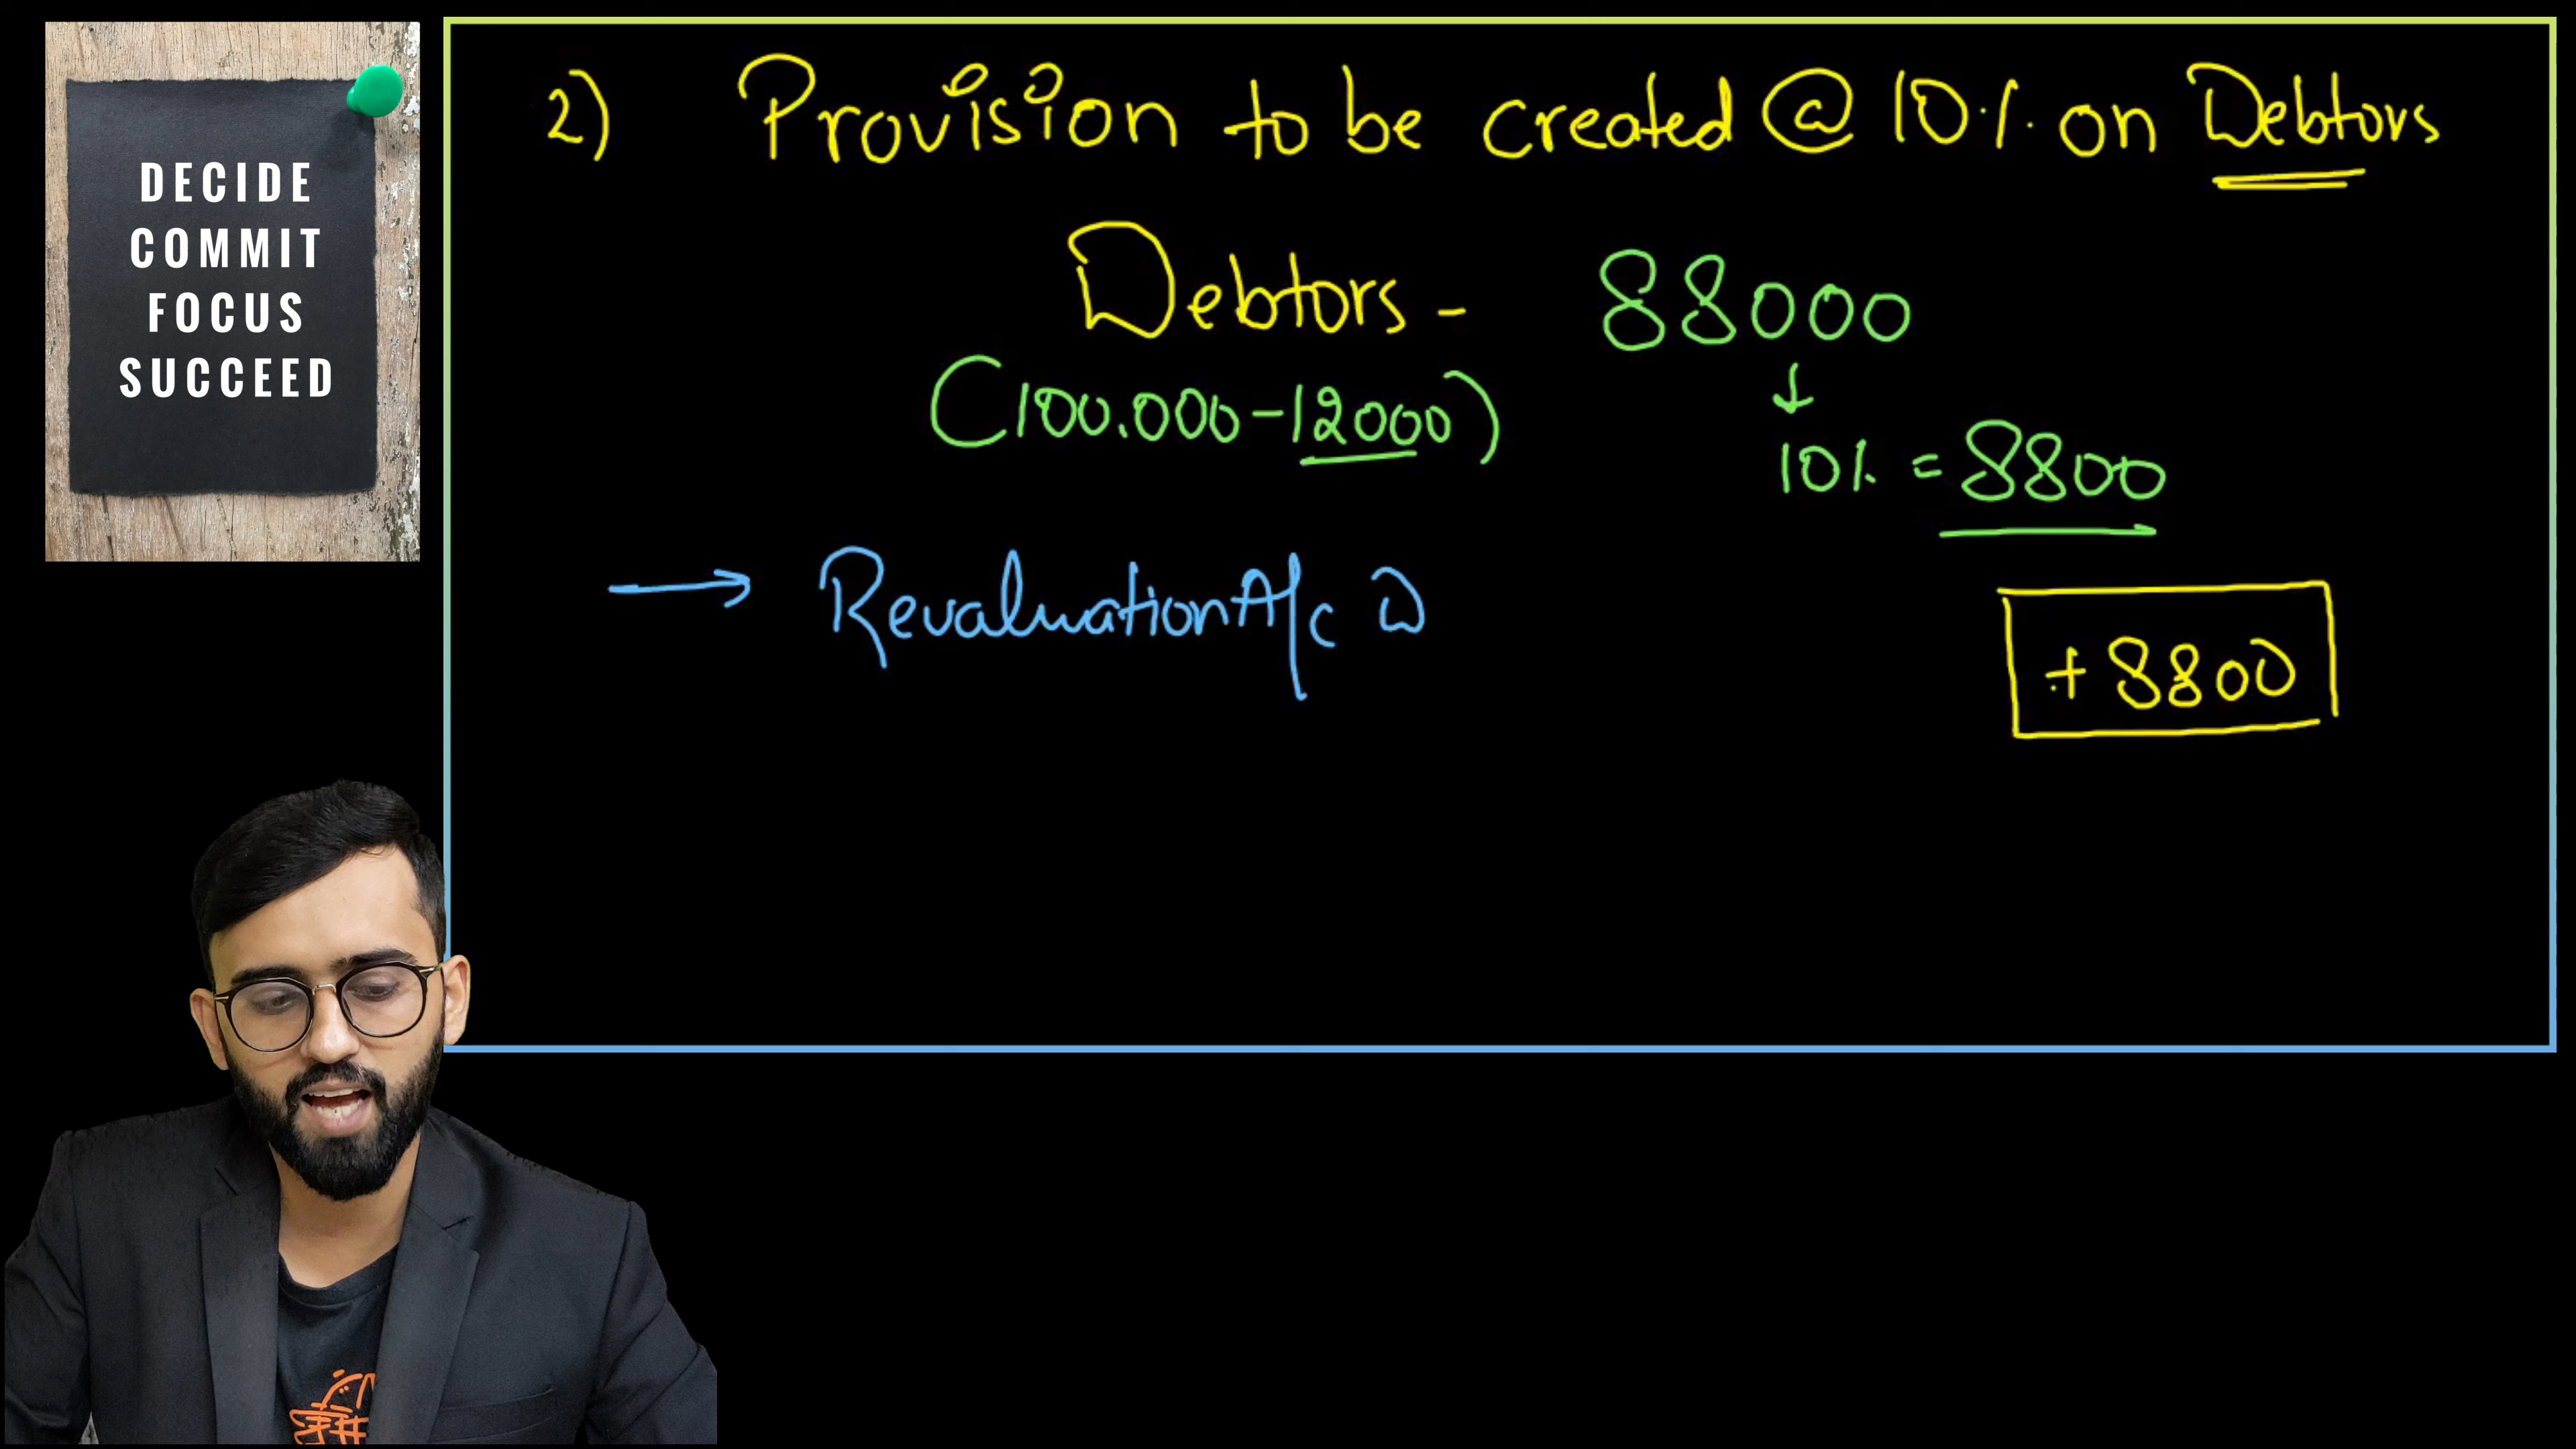 DECIDE
COMMIT
FOCUS
SUCCEED
2) Provision to be created @ 10% on Debtors
Debtors - 88000
(100.000-12000)
↓
10% = 8800
→ Revaluation A/c D
+ 8800